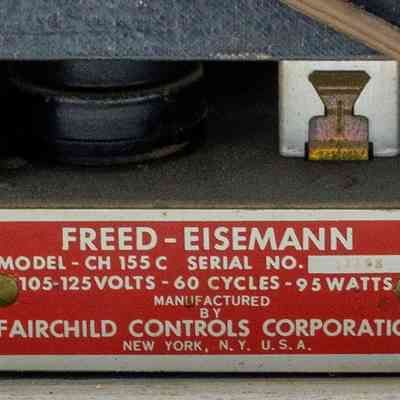 FREED-EISEMANN
MODEL - CH 155 C SERIAL NO.
105-125 VOLTS - 60 CYCLES - 95 WATTS
MANUFACTURED
BY
FAIRCHILD CONTROLS CORPORATIO
NEW YORK, N.Y. U.S.A.